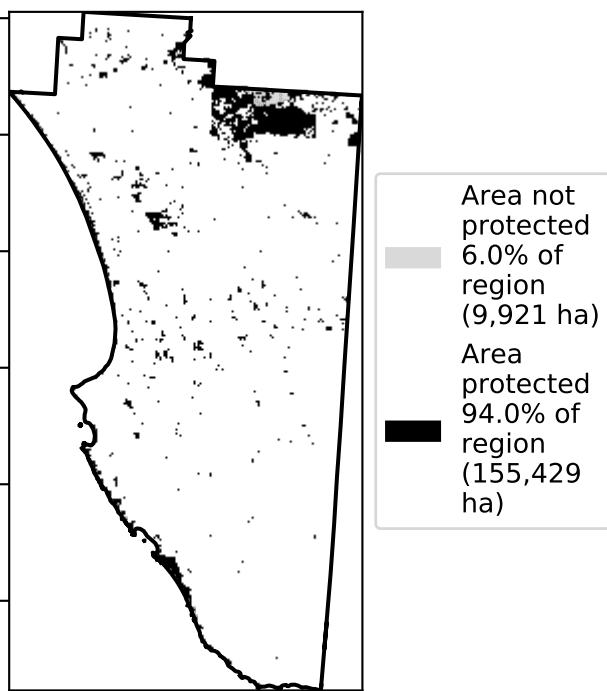 Area not
protected
6.0% of
region
(9,921 ha)
Area
protected
94.0% of
region
(155,429
ha)